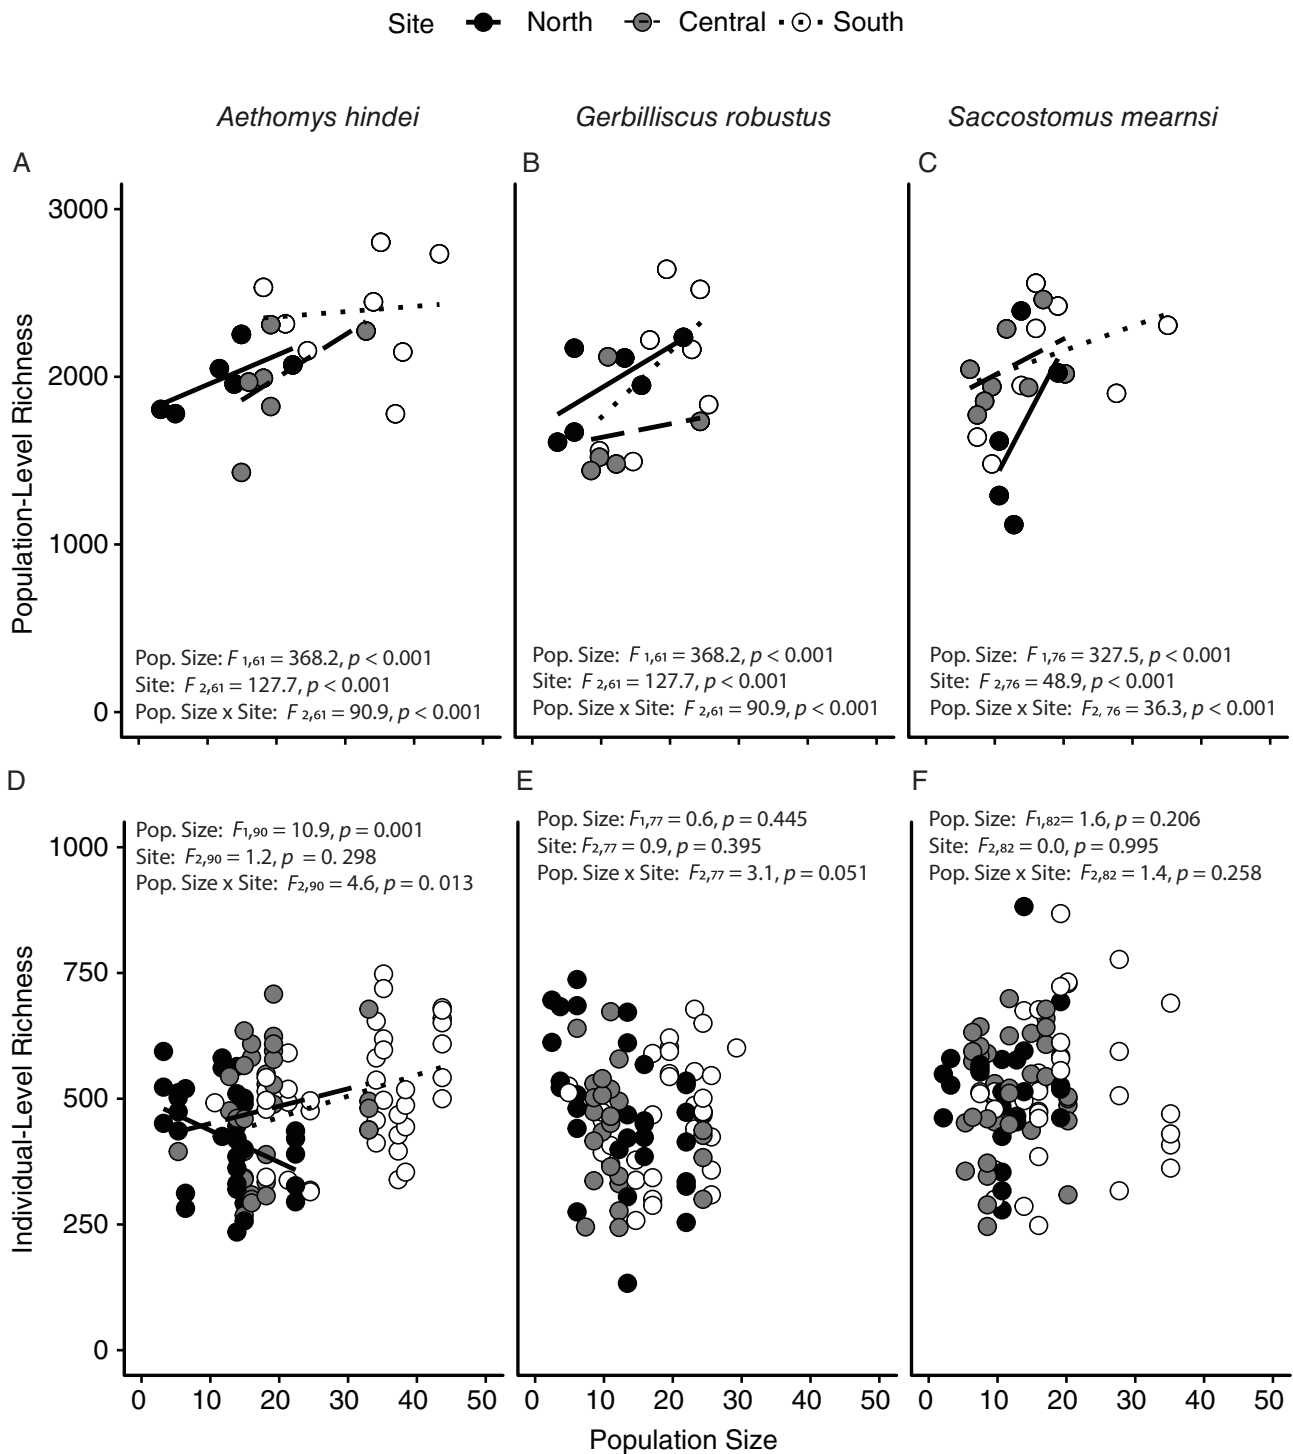 Site North Central South
Aethomys hindei Gerbilliscus robustus Saccostomus mearnsi
A B C
Population-Level Richness
3000
2000
1000
0
Pop. Size: F 1,61 = 368.2, p < 0.001
Site: F 2,61 = 127.7, p < 0.001
Pop. Size x Site: F 2,61 = 90.9, p < 0.001
Pop. Size: F 1,61 = 368.2, p < 0.001
Site: F 2,61 = 127.7, p < 0.001
Pop. Size x Site: F 2,61 = 90.9, p < 0.001
Pop. Size: F 1,76 = 327.5, p < 0.001
Site: F 2,76 = 48.9, p < 0.001
Pop. Size x Site: F2, 76 = 36.3, p < 0.001
D E F
Individual-Level Richness
1000
750
500
250
0
Pop. Size: F1,90 = 10.9, p = 0.001
Site: F2,90 = 1.2, p = 0. 298
Pop. Size x Site: F2,90 = 4.6, p = 0. 013
Pop. Size: F1,77 = 0.6, p = 0.445
Site: F2,77 = 0.9, p = 0.395
Pop. Size x Site: F2,77 = 3.1, p = 0.051
Pop. Size: F1,82= 1.6, p = 0.206
Site: F2,82 = 0.0, p = 0.995
Pop. Size x Site: F2,82 = 1.4, p = 0.258
0 10 20 30 40 50 0 10 20 30 40 50 0 10 20 30 40 50
Population Size